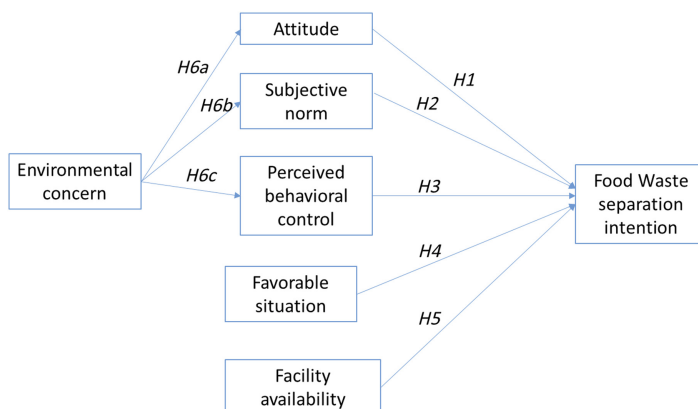 Attitude
H6a
H1
Subjective
norm
H6b
H2
Environmental
concern
H6c
Perceived
behavioral
control
H3
Food Waste
separation
intention
Favorable
situation
H4
H5
Facility
availability